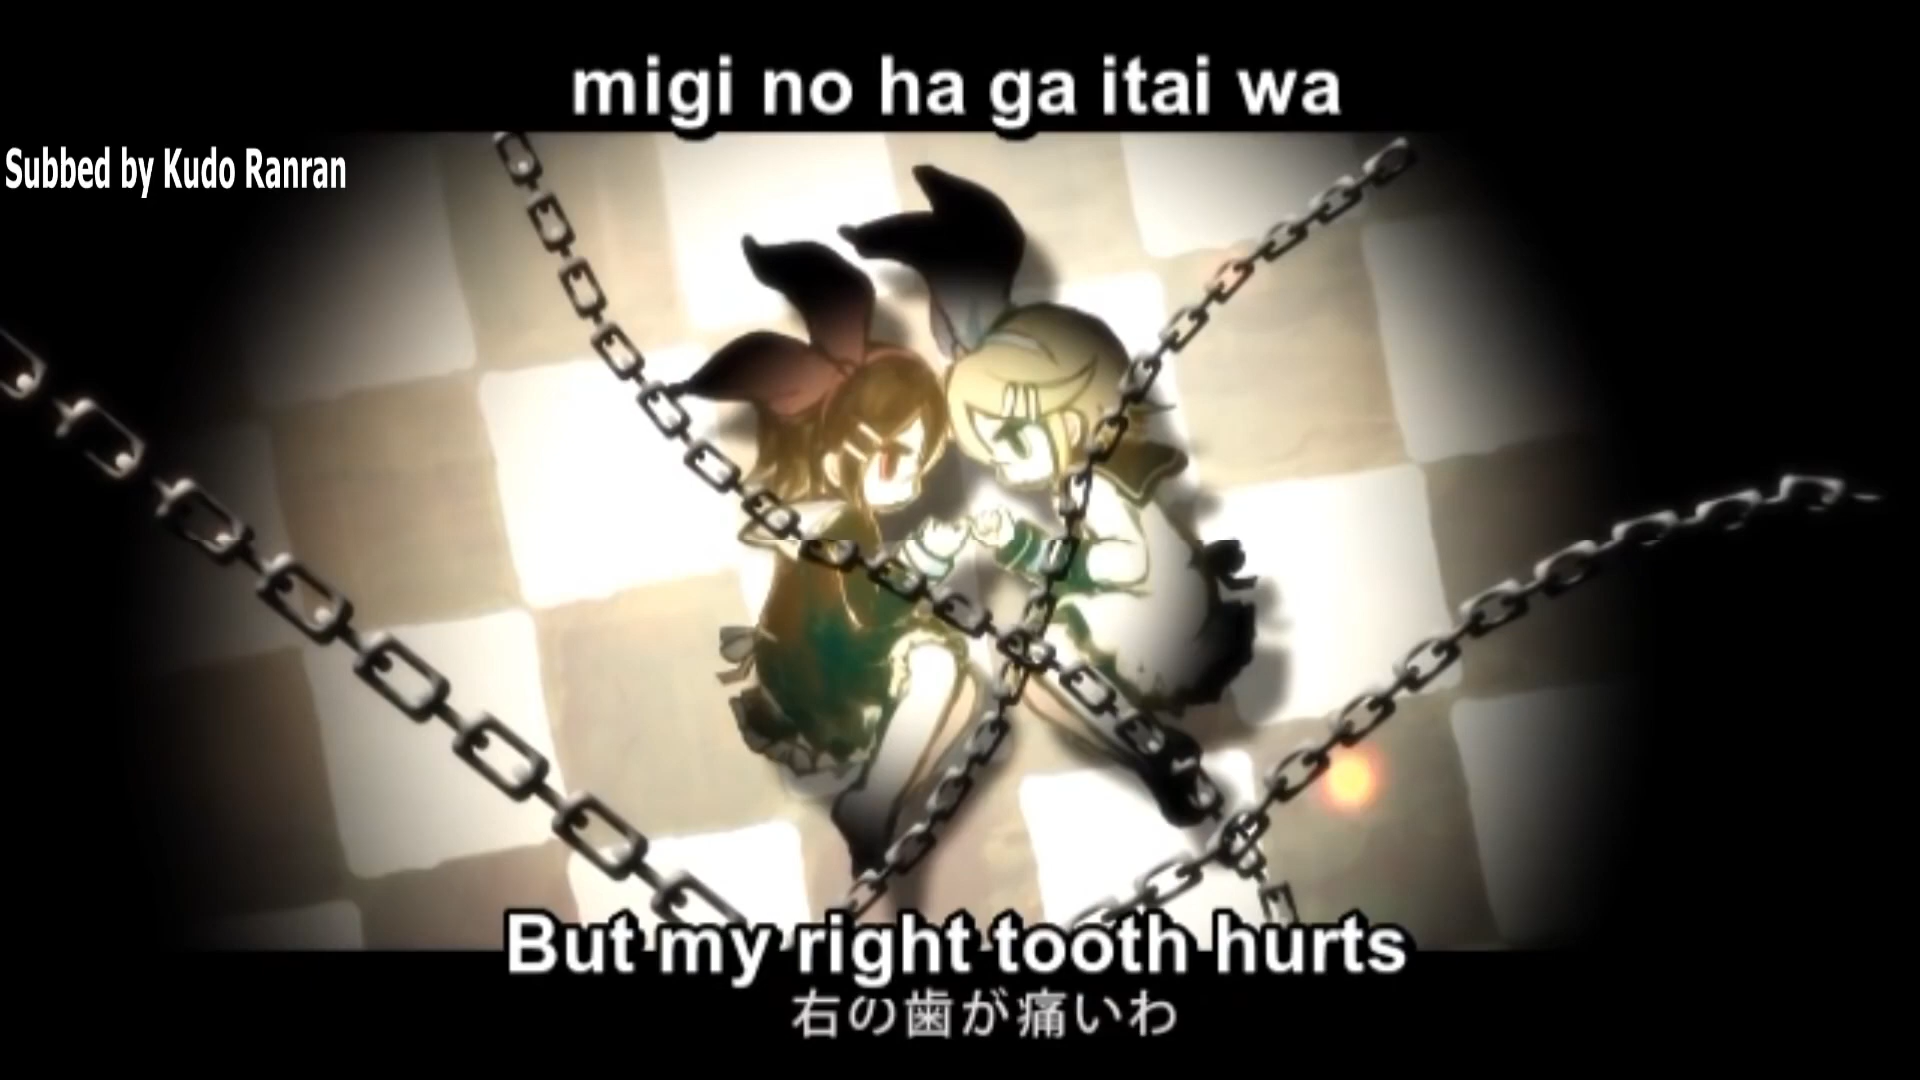 migi no ha ga itai wa
Subbed by Kudo Ranran
But my right tooth hurts
右の歯が痛いわ